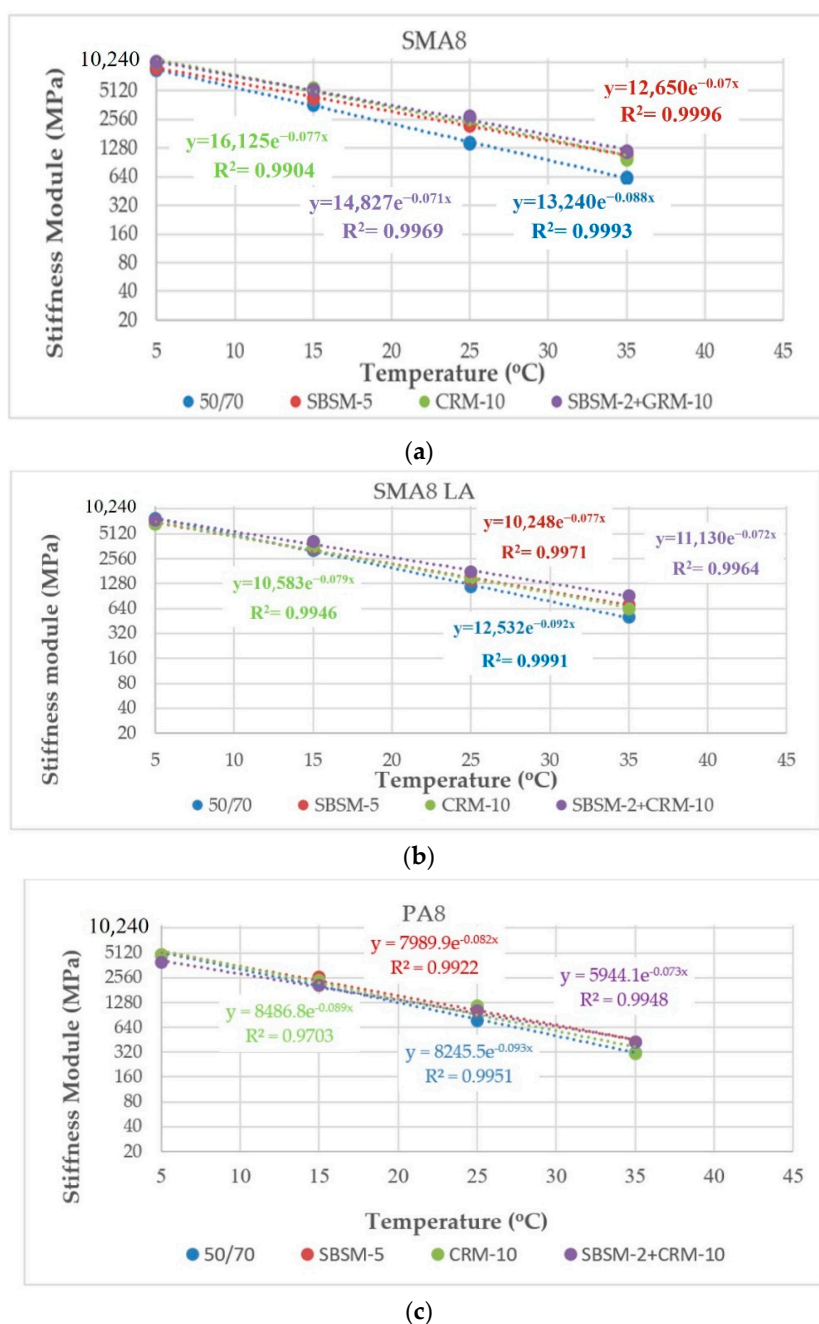 SMA8
10,240
5120
2560
1280
640
320
160
80
40
20
Stiffness Module (MPa)
y=12,650e^−0.07x
R²= 0.9996
y=16,125e^−0.077x
R²= 0.9904
y=14,827e^−0.071x
R²= 0.9969
y=13,240e^−0.088x
R²= 0.9993
5 10 15 20 25 30 35 40 45
Temperature (°C)
50/70 SBSM-5 CRM-10 SBSM-2+GRM-10
(a)
SMA8 LA
10,240
5120
2560
1280
640
320
160
80
40
20
Stiffness module (MPa)
y=10,248e^−0.077x
R²= 0.9971
y=11,130e^−0.072x
R²= 0.9964
y=10,583e^−0.079x
R²= 0.9946
y=12,532e^−0.092x
R²= 0.9991
5 10 15 20 25 30 35 40 45
Temperature (°C)
50/70 SBSM-5 CRM-10 SBSM-2+CRM-10
(b)
PA8
10,240
5120
2560
1280
640
320
160
80
40
20
Stiffness Module (MPa)
y = 7989.9e^-0.082x
R² = 0.9922
y = 5944.1e^-0.073x
R² = 0.9948
y = 8486.8e^-0.089x
R² = 0.9703
y = 8245.5e^-0.093x
R² = 0.9951
5 10 15 20 25 30 35 40 45
Temperature (°C)
50/70 SBSM-5 CRM-10 SBSM-2+CRM-10
(c)